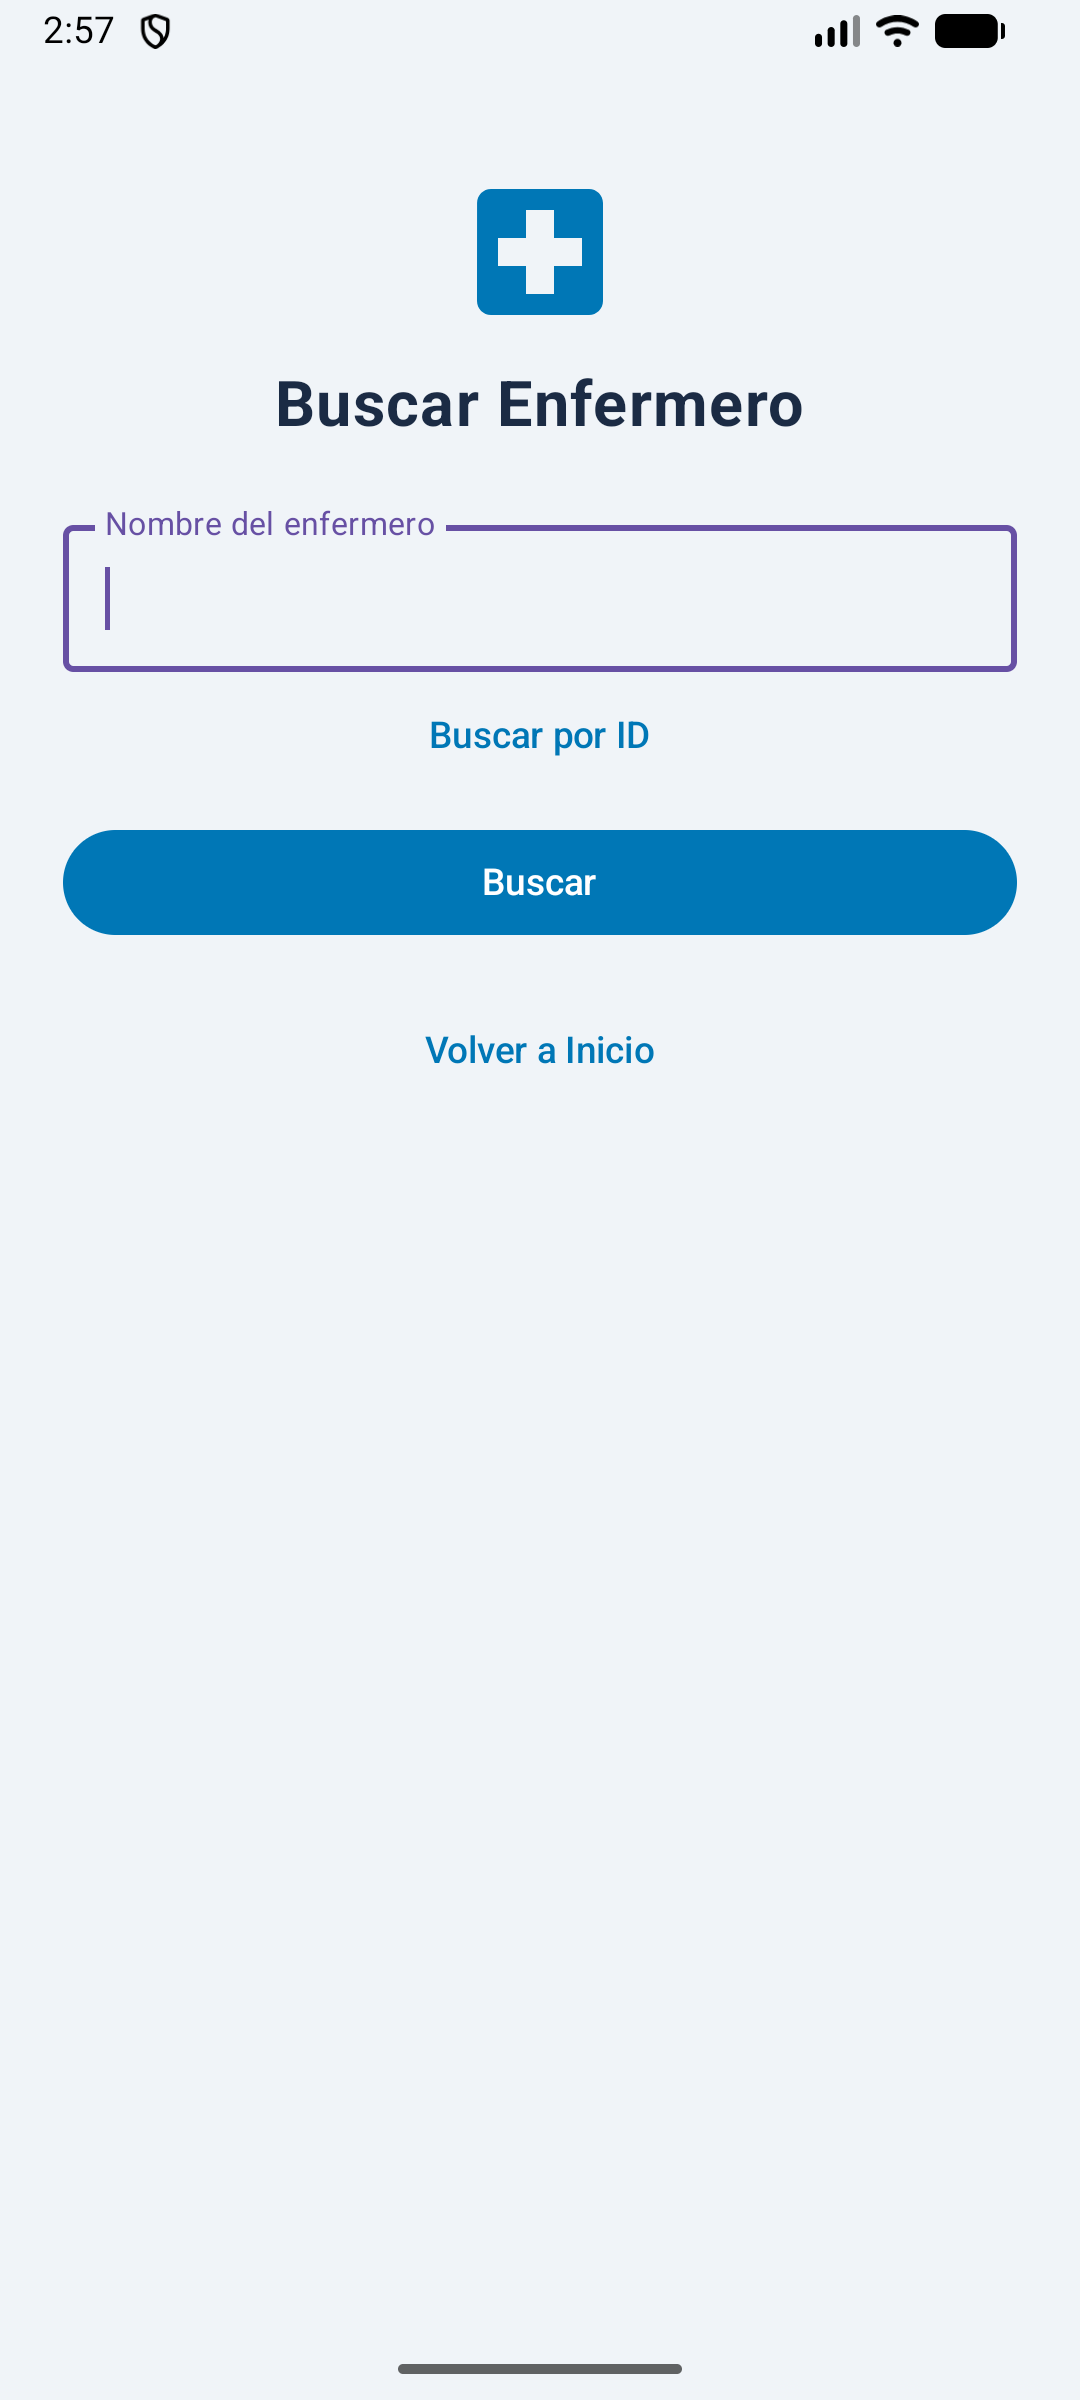 2:57
Buscar Enfermero
Nombre del enfermero
Buscar por ID
Buscar
Volver a Inicio